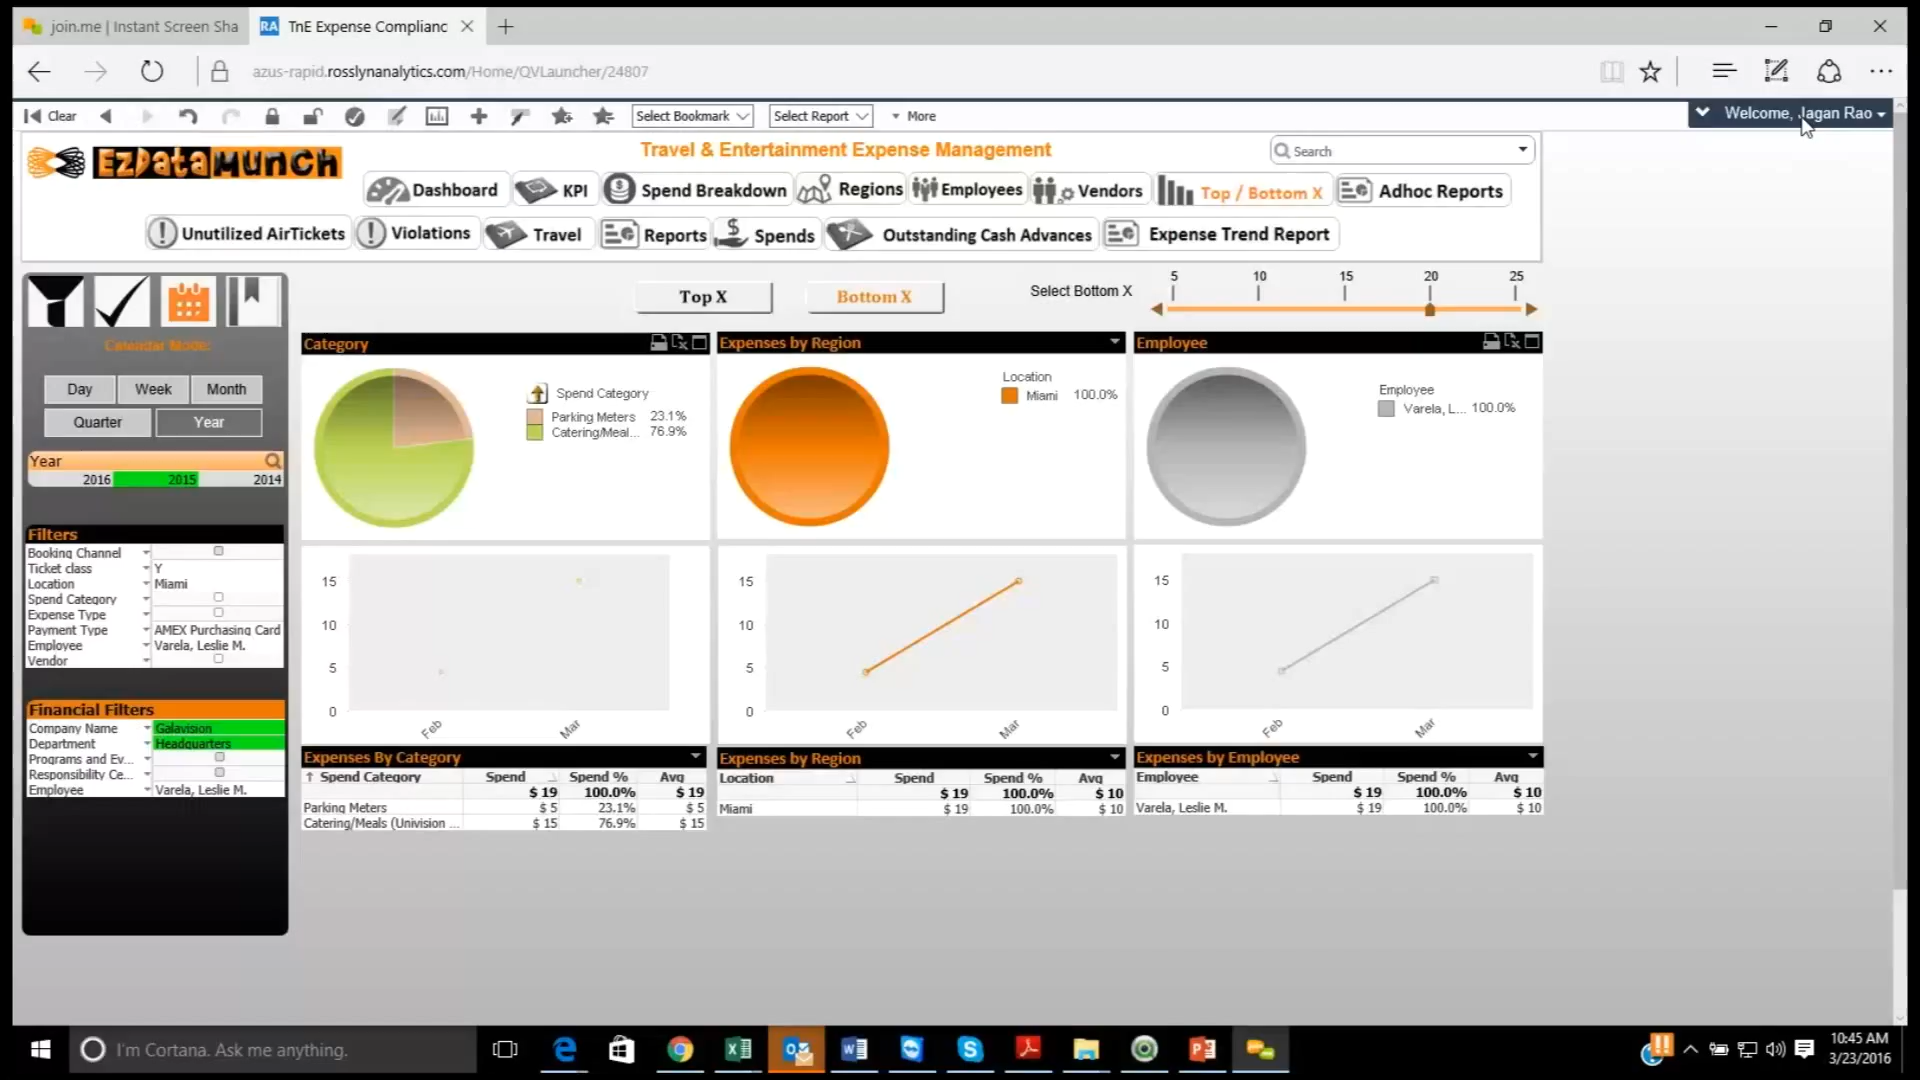 join.me | Instant Screen Sha
RA TnE Expense Complianc
azus-rapid.rosslynanalytics.com/Home/QVLauncher/24807
Clear
Select Bookmark
Select Report
More
Welcome, Jagan Rao
EZDataMunch
Travel & Entertainment Expense Management
Search
Dashboard KPI Spend Breakdown Regions Employees Vendors Top / Bottom X Adhoc Reports
Unutilized AirTickets Violations Travel Reports Spends Outstanding Cash Advances Expense Trend Report
Calendar Mode:
Day Week Month
Quarter Year
Year
2016 2015 2014
Filters
Booking Channel
Ticket class Y
Location Miami
Spend Category
Expense Type
Payment Type AMEX Purchasing Card
Employee Varela, Leslie M.
Vendor
Financial Filters
Company Name Galavision
Department Headquarters
Programs and Ev...
Responsibility Ce...
Employee Varela, Leslie M.
Top X
Bottom X
Select Bottom X
5 10 15 20 25
Category
Spend Category
Parking Meters 23.1%
Catering/Meal... 76.9%
Expenses by Region
Location
Miami 100.0%
Employee
Employee
Varela, L... 100.0%
15
10
5
0
Feb Mar
15
10
5
0
Feb Mar
15
10
5
0
Feb Mar
Expenses By Category
Spend Category Spend Spend % Avg
$ 19 100.0% $ 19
Parking Meters $ 5 23.1% $ 5
Catering/Meals (Univision ... $ 15 76.9% $ 15
Expenses by Region
Location Spend Spend % Avg
$ 19 100.0% $ 10
Miami $ 19 100.0% $ 10
Expenses by Employee
Employee Spend Spend % Avg
$ 19 100.0% $ 10
Varela, Leslie M. $ 19 100.0% $ 10
I'm Cortana. Ask me anything.
10:45 AM
3/23/2016